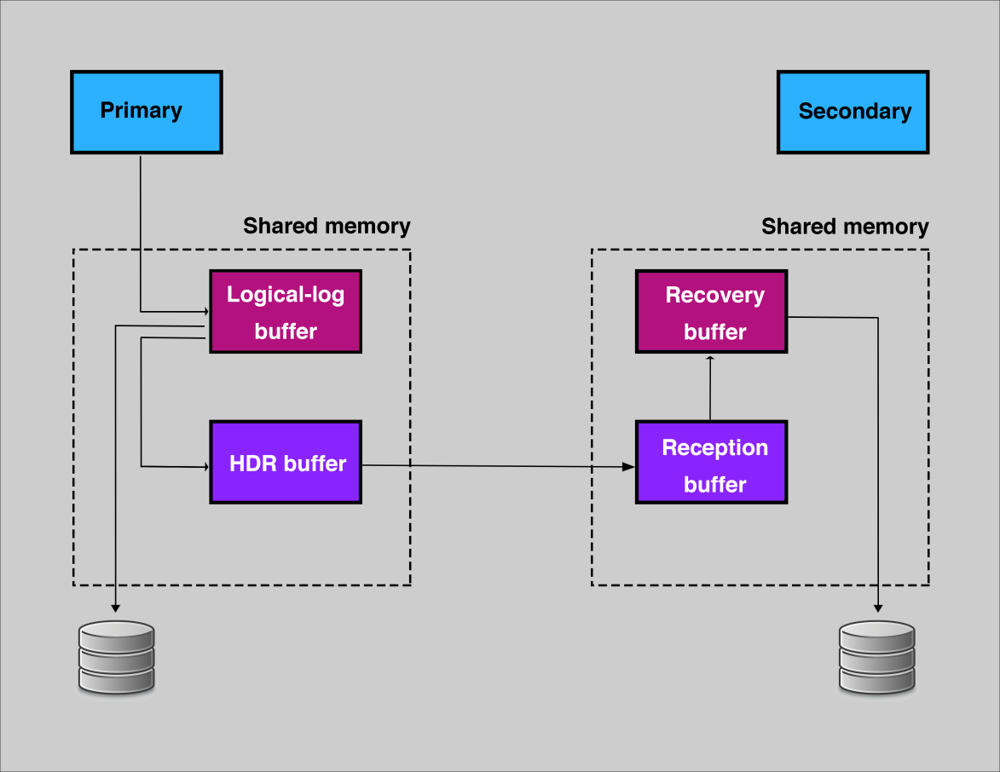 Primary
Secondary
Shared memory
Shared memory
Logical-log
buffer
Recovery
buffer
HDR buffer
Reception
buffer